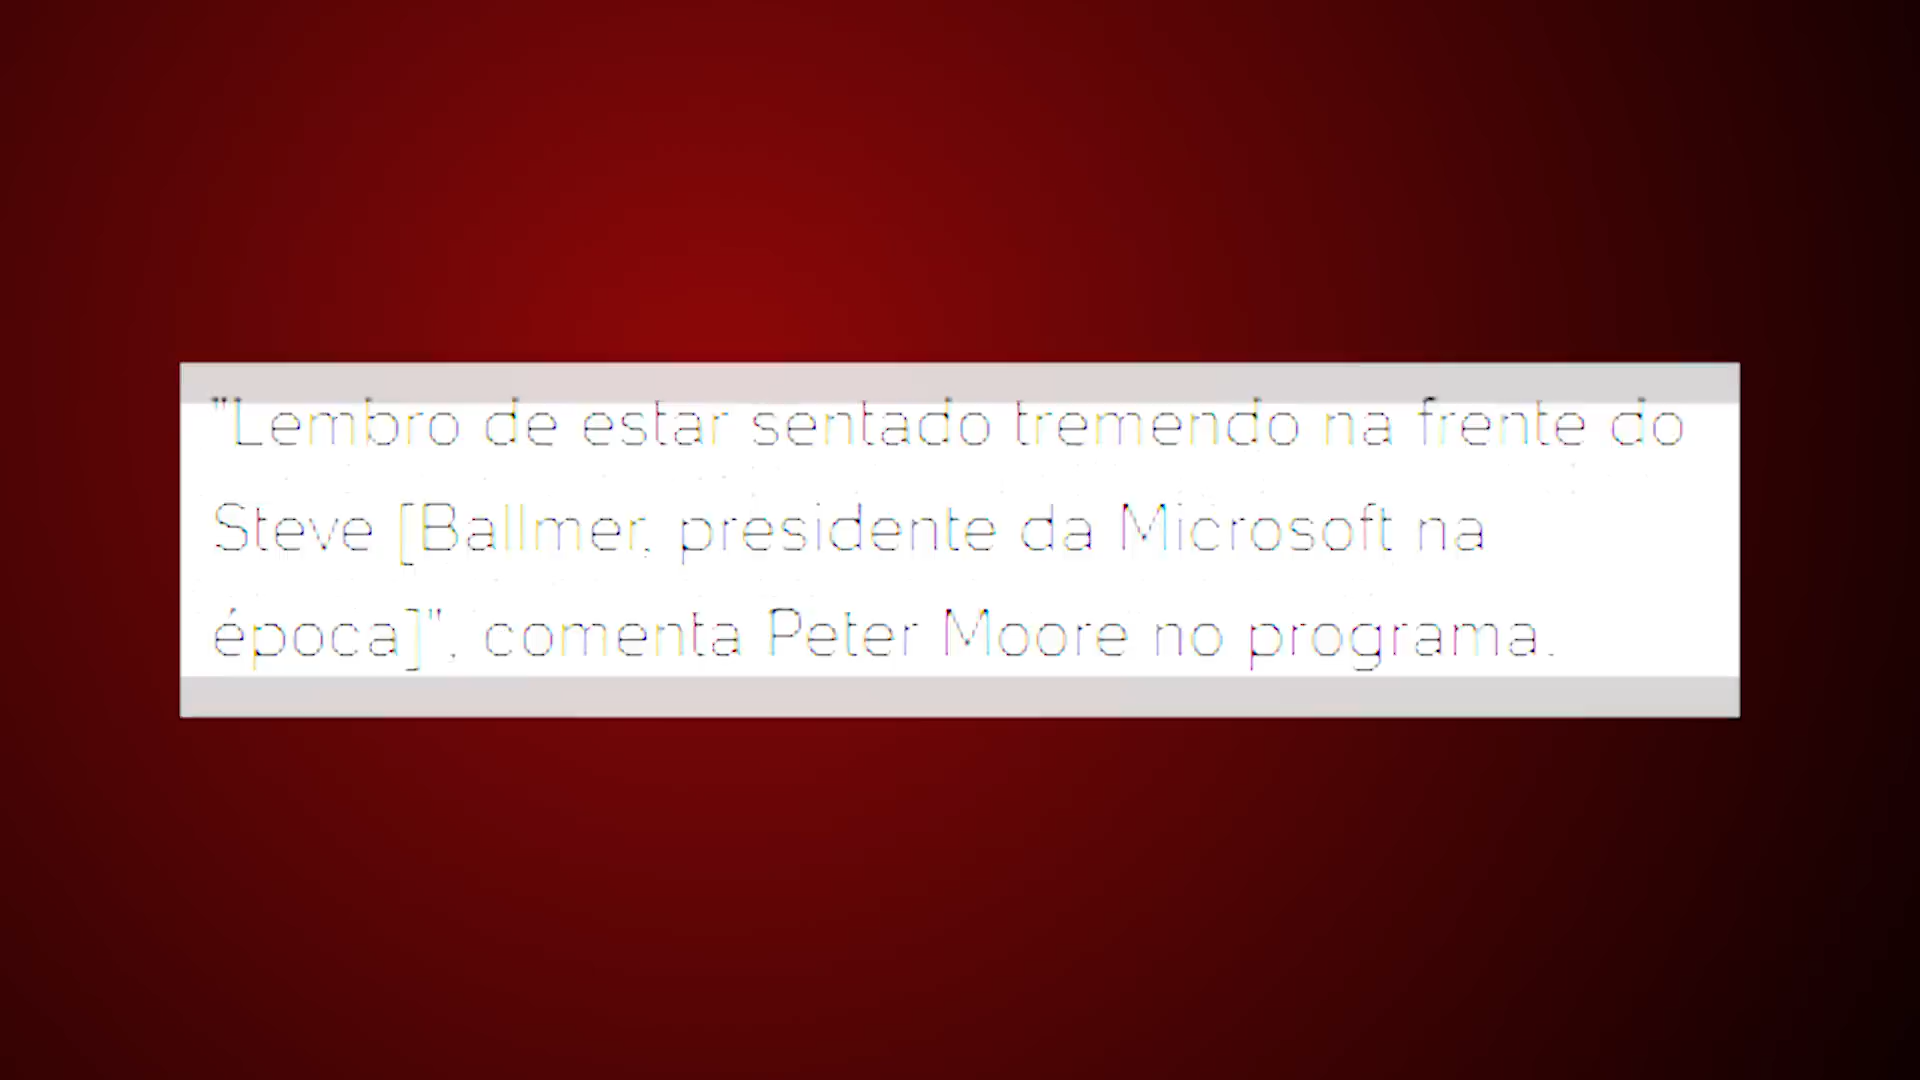 "Lembro de estar sentado tremendo na frente do
Steve [Ballmer, presidente da Microsoft na
época]", comenta Peter Moore no programa.